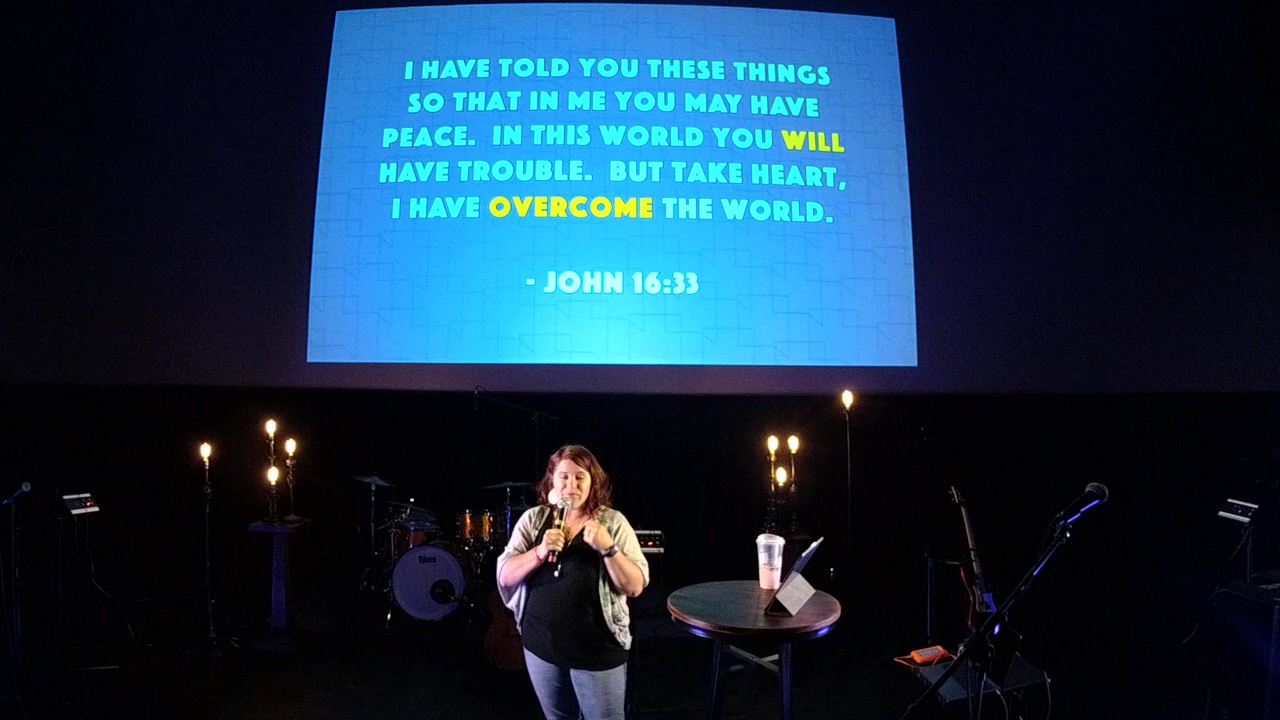 I HAVE TOLD YOU THESE THINGS
SO THAT IN ME YOU MAY HAVE
PEACE. IN THIS WORLD YOU WILL
HAVE TROUBLE. BUT TAKE HEART,
I HAVE OVERCOME THE WORLD.
- JOHN 16:33